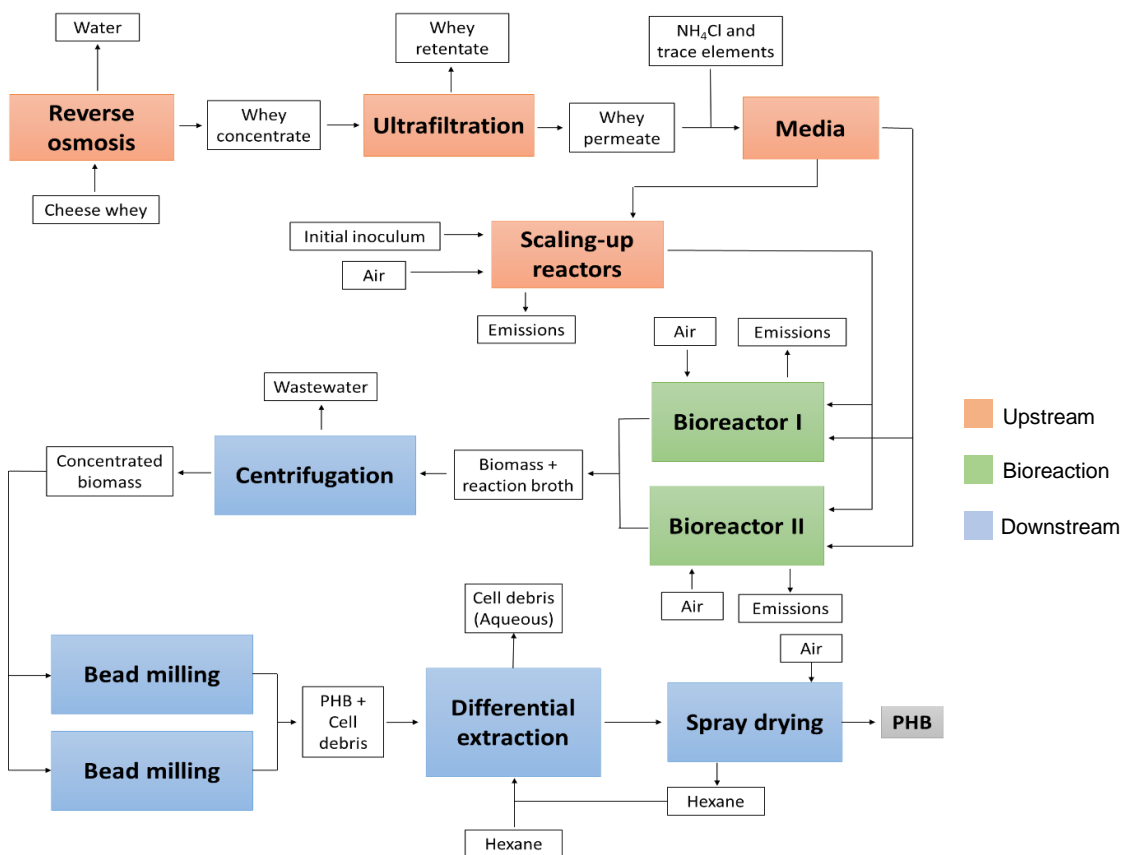 Water
Whey
retentate
NH₄Cl and
trace elements
Reverse
osmosis
Whey
concentrate
Ultrafiltration
Whey
permeate
Media
Cheese whey
Initial inoculum
Air
Scaling-up
reactors
Emissions
Air
Emissions
Wastewater
Bioreactor I
Upstream
Concentrated
biomass
Centrifugation
Biomass +
reaction broth
Bioreaction
Bioreactor II
Downstream
Air
Emissions
Cell debris
(Aqueous)
Air
Bead milling
PHB +
Cell
debris
Differential
extraction
Spray drying
PHB
Bead milling
Hexane
Hexane